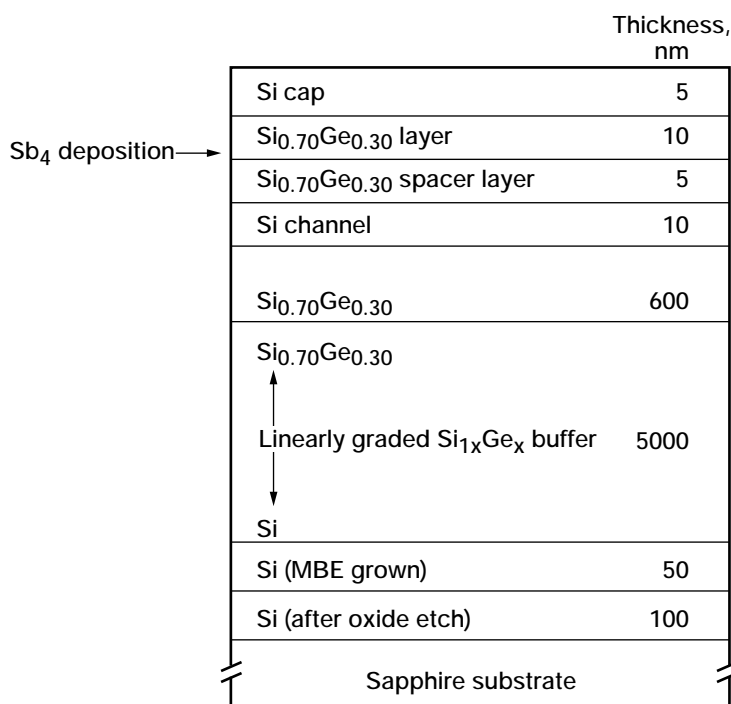 Thickness,
nm
Si cap 5
Sb4 deposition
Si0.70Ge0.30 layer 10
Si0.70Ge0.30 spacer layer 5
Si channel 10
Si0.70Ge0.30 600
Si0.70Ge0.30
Linearly graded Si1xGex buffer 5000
Si
Si (MBE grown) 50
Si (after oxide etch) 100
Sapphire substrate